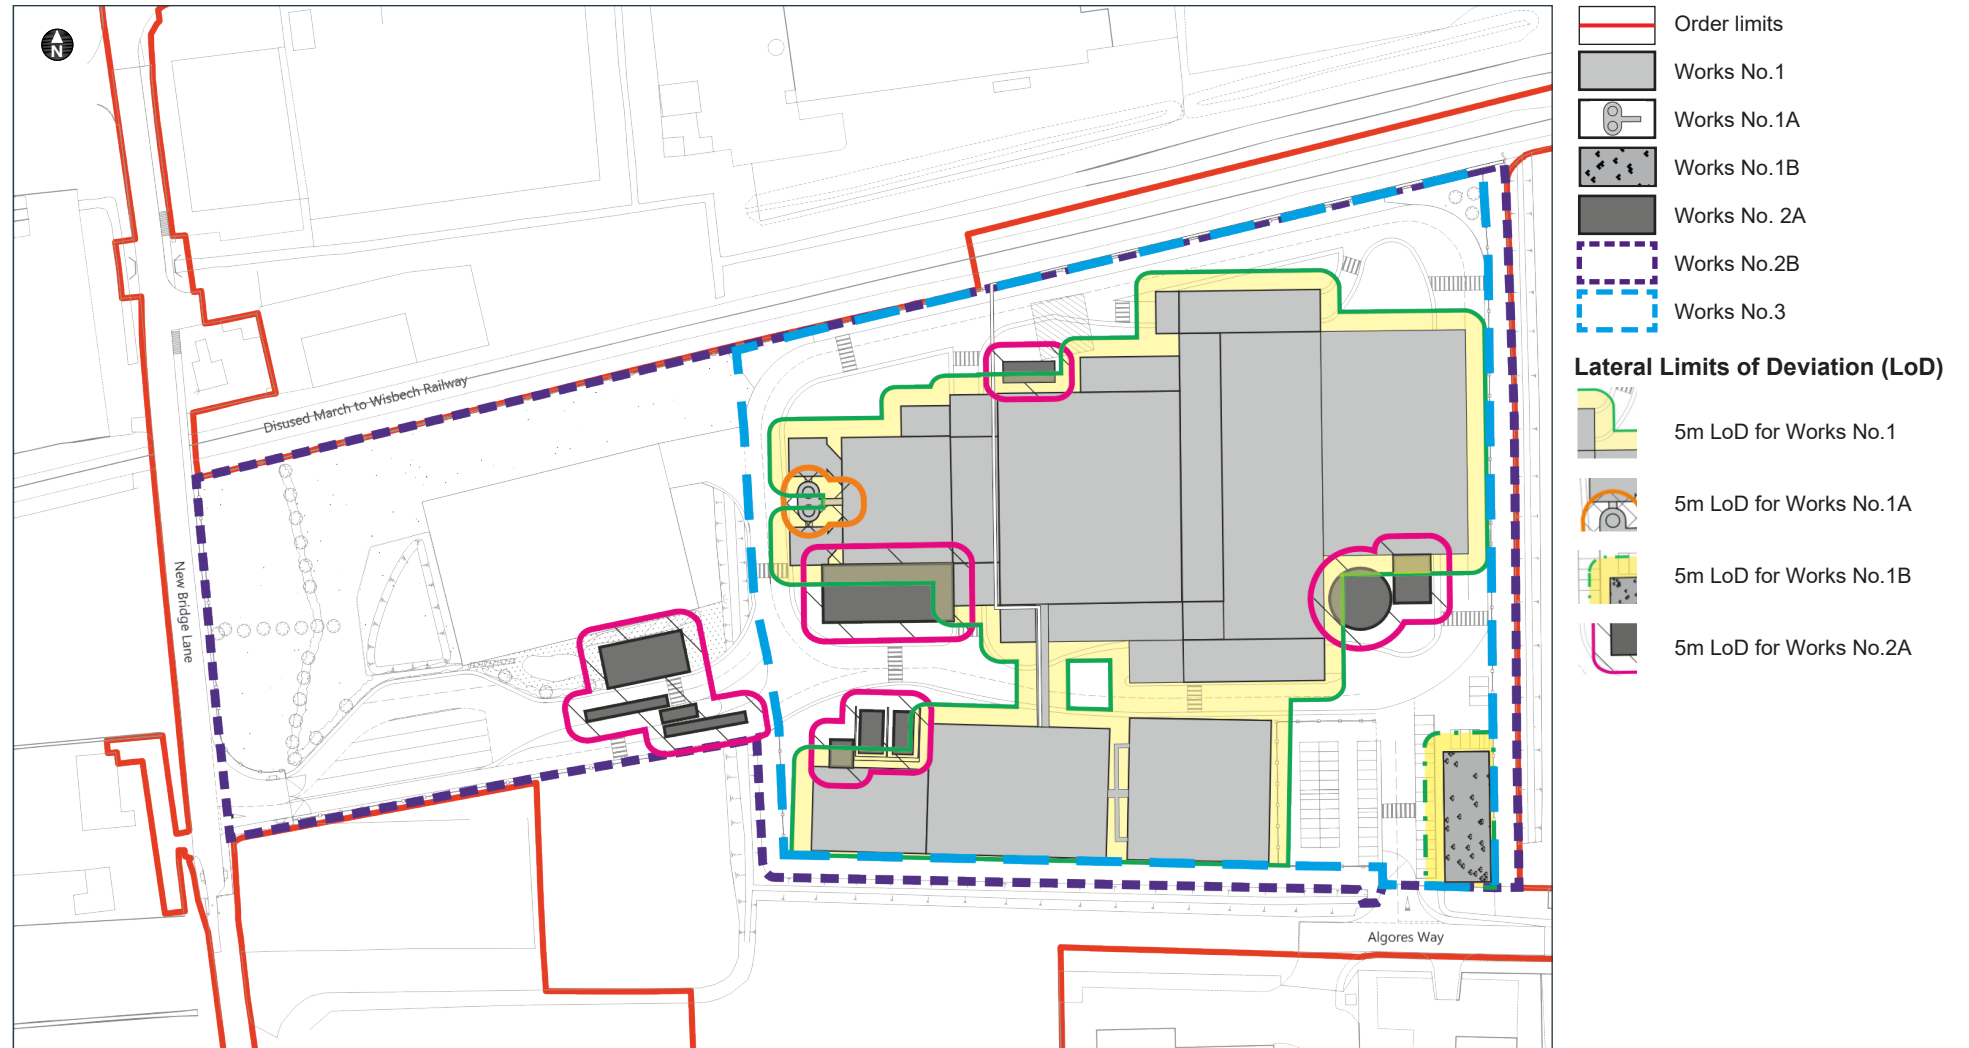 N
Disused March to Wisbech Railway
New Bridge Lane
Algores Way
Order limits
Works No.1
Works No.1A
Works No.1B
Works No. 2A
Works No.2B
Works No.3
Lateral Limits of Deviation (LoD)
5m LoD for Works No.1
5m LoD for Works No.1A
5m LoD for Works No.1B
5m LoD for Works No.2A